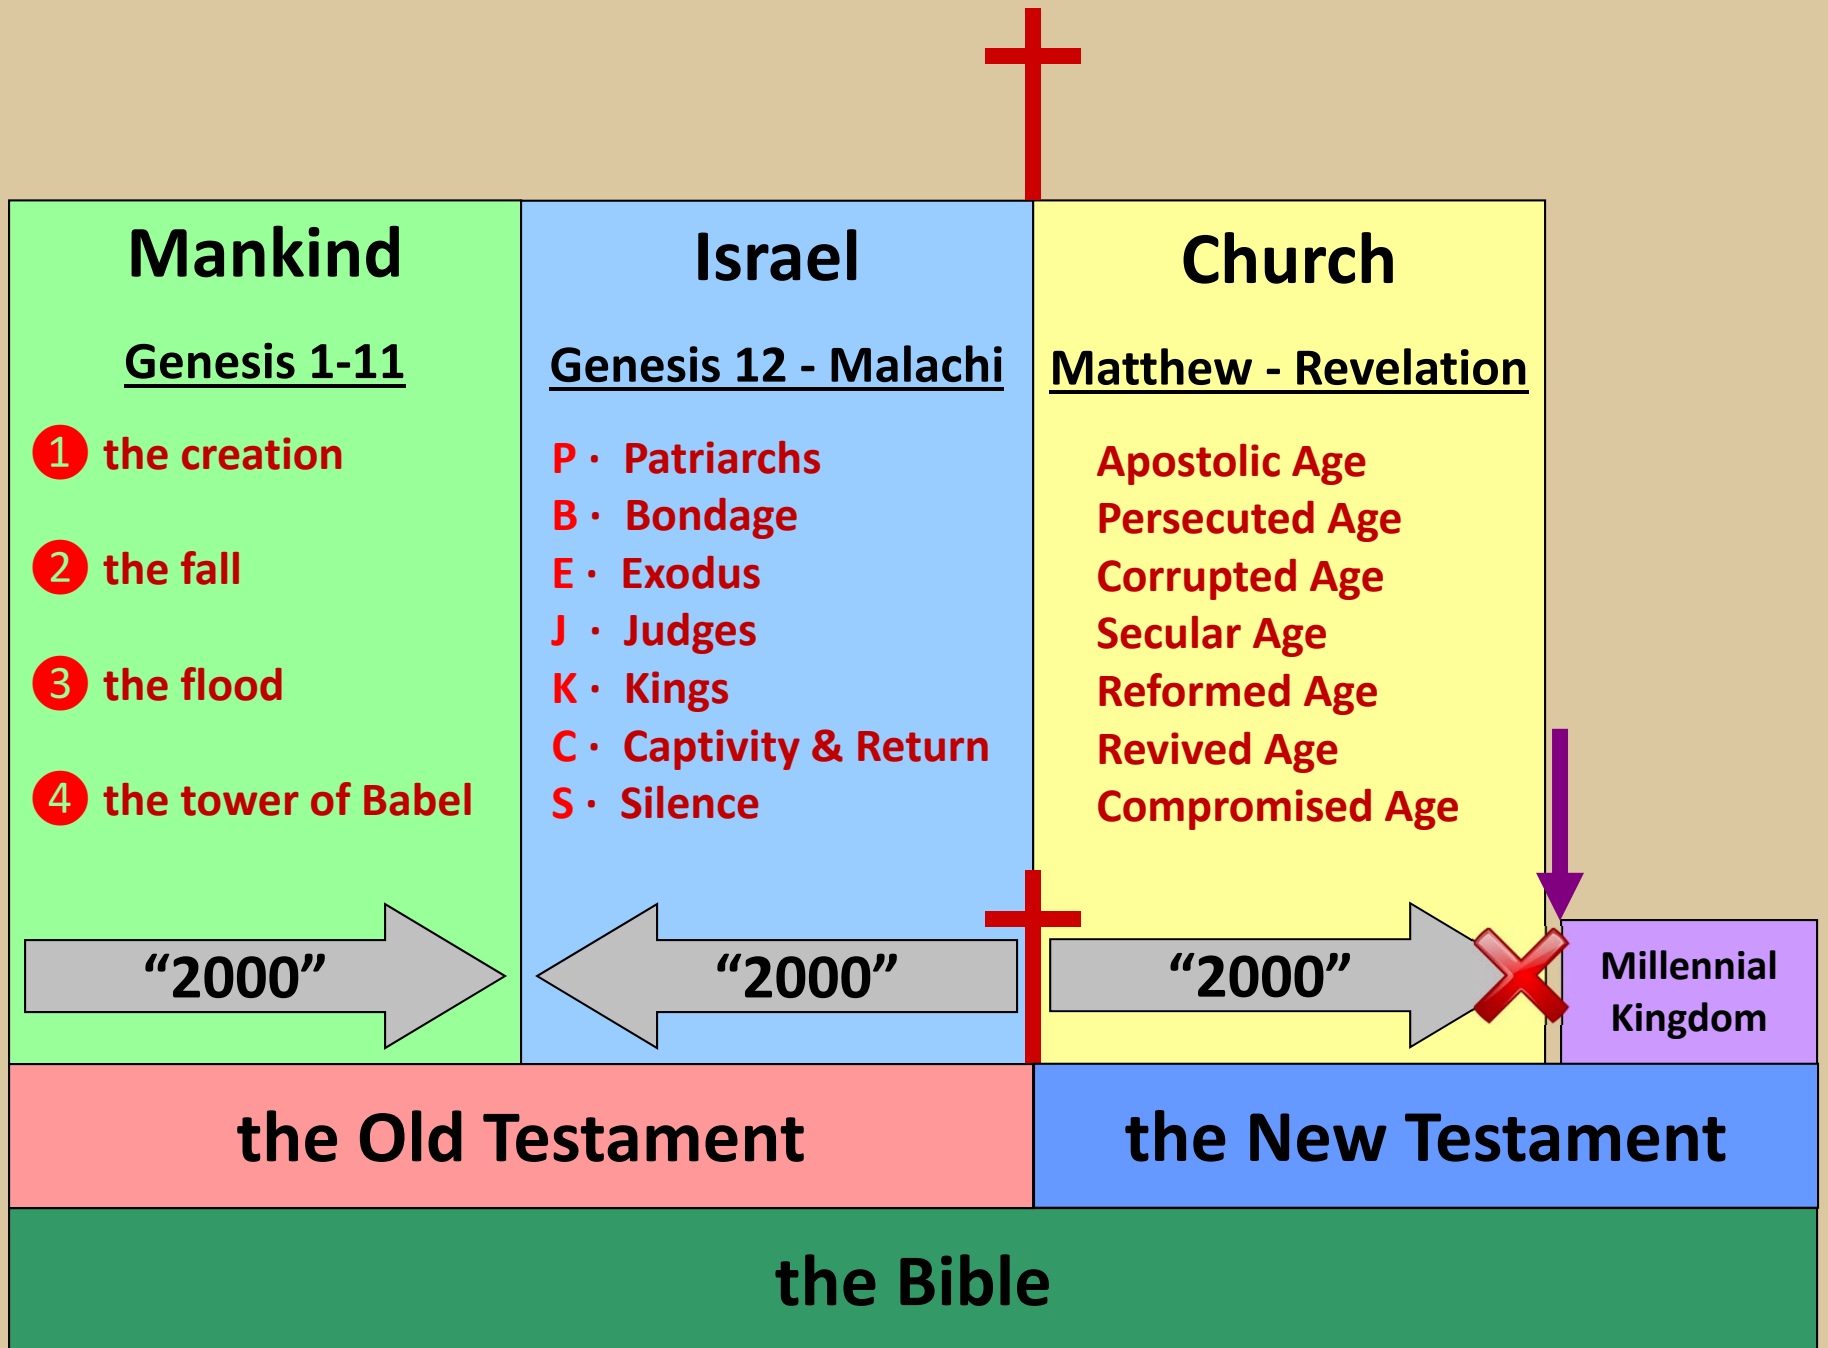 Mankind
Genesis 1-11
1 the creation
2 the fall
3 the flood
4 the tower of Babel
“2000”
Israel
Genesis 12 - Malachi
P · Patriarchs
B · Bondage
E · Exodus
J · Judges
K · Kings
C · Captivity & Return
S · Silence
“2000”
Church
Matthew - Revelation
Apostolic Age
Persecuted Age
Corrupted Age
Secular Age
Reformed Age
Revived Age
Compromised Age
“2000”
Millennial
Kingdom
the Old Testament
the New Testament
the Bible